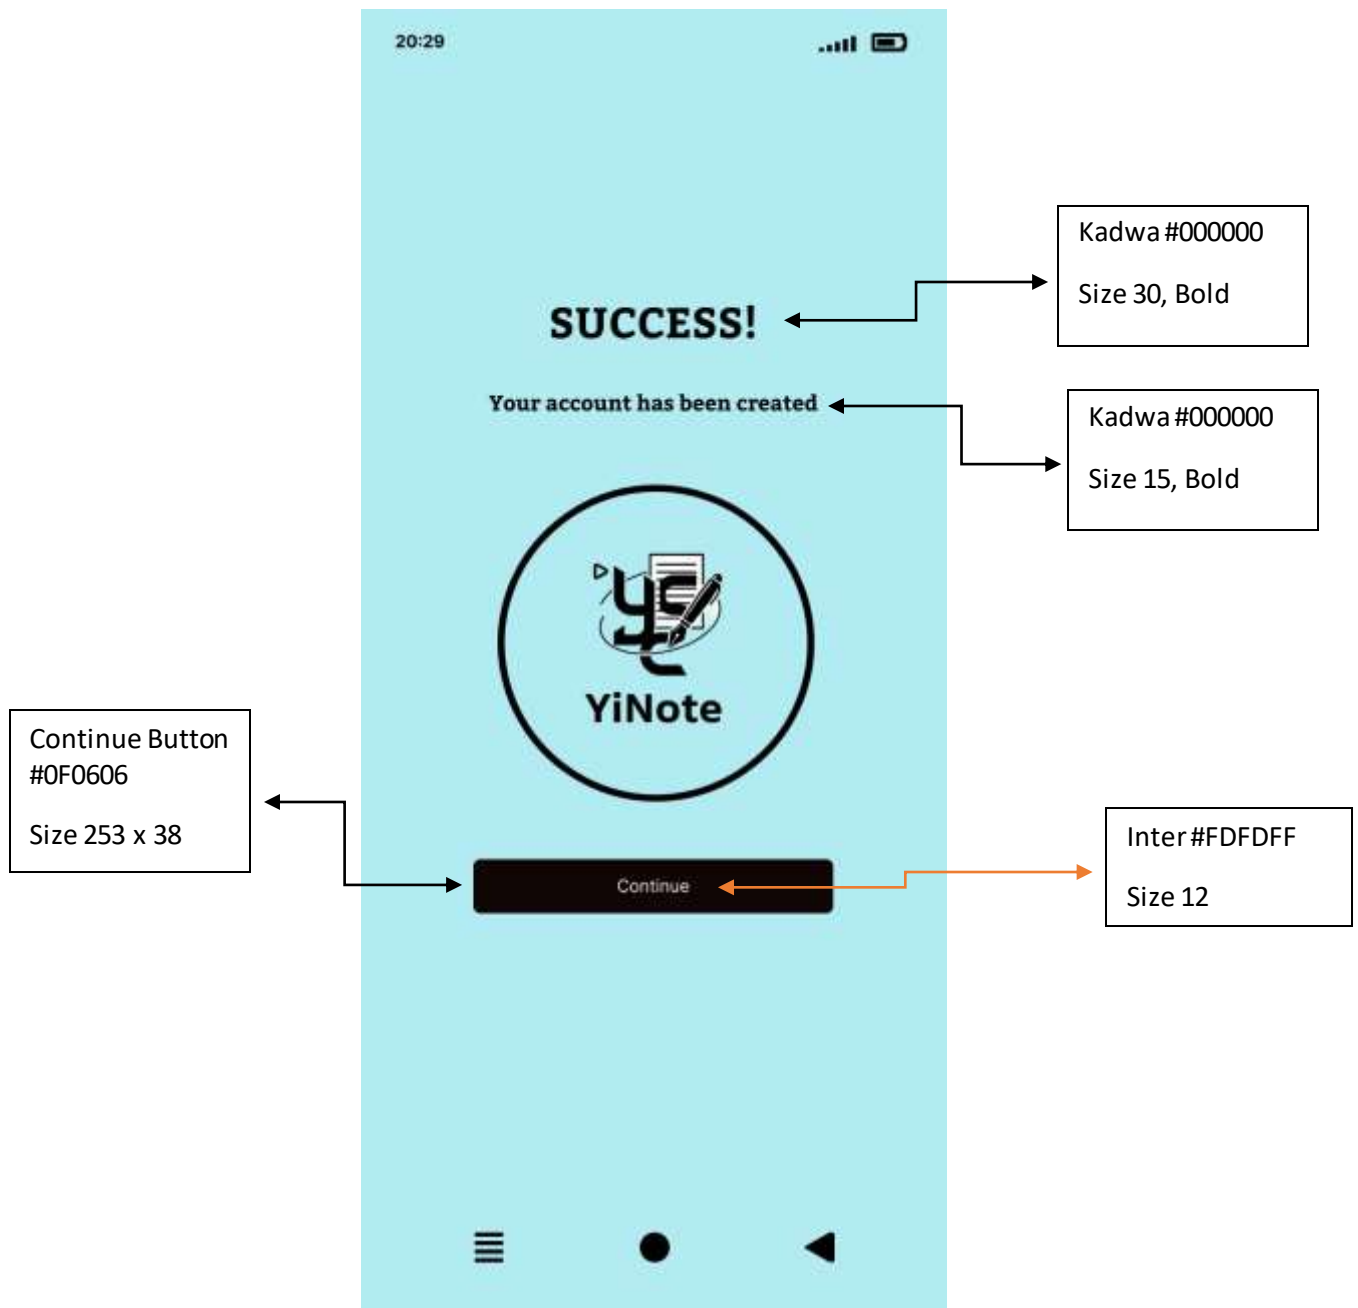 20:29
SUCCESS!
Your account has been created
YiNote
Continue
Kadwa #000000
Size 30, Bold
Kadwa #000000
Size 15, Bold
Continue Button
#0F0606
Size 253 x 38
Inter #FDFDFF
Size 12